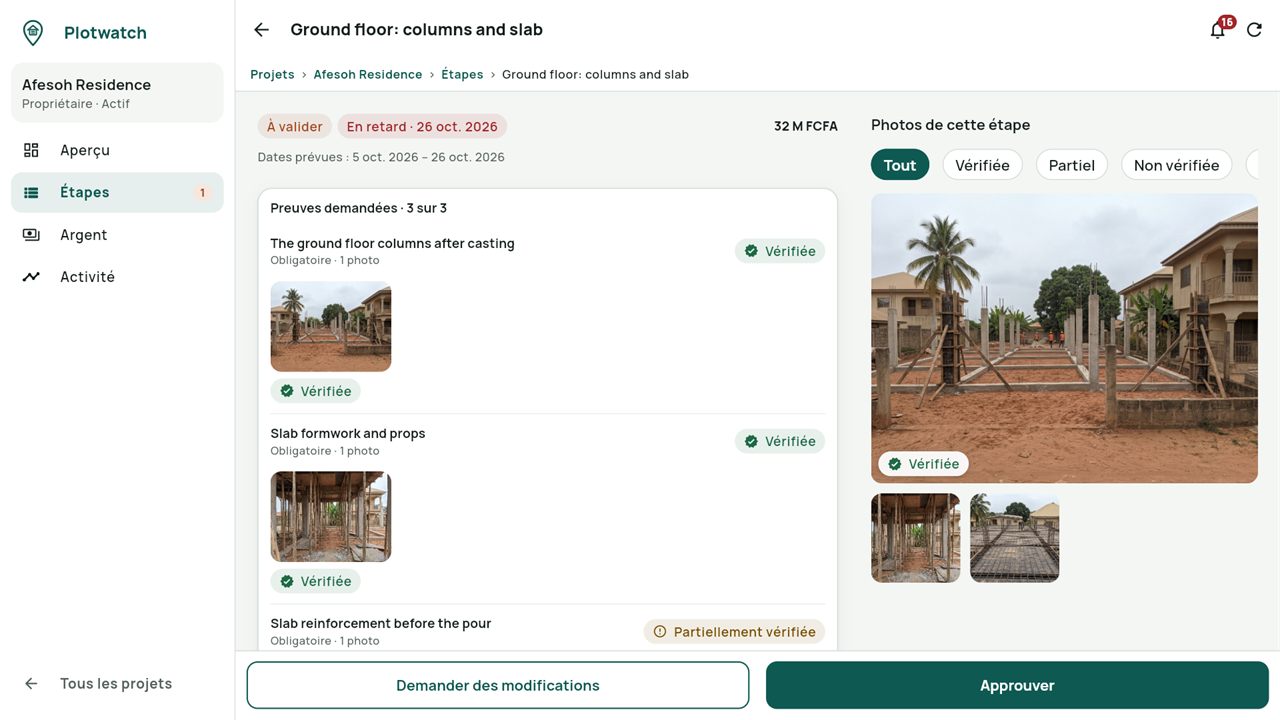 Plotwatch
Afesoh Residence
Propriétaire · Actif
Aperçu
Étapes 1
Argent
Activité
Tous les projets
Ground floor: columns and slab
16
Projets › Afesoh Residence › Étapes › Ground floor: columns and slab
À valider En retard · 26 oct. 2026 32 M FCFA
Dates prévues : 5 oct. 2026 – 26 oct. 2026
Preuves demandées · 3 sur 3
The ground floor columns after casting
Obligatoire · 1 photo
Vérifiée
Vérifiée
Slab formwork and props
Obligatoire · 1 photo
Vérifiée
Vérifiée
Slab reinforcement before the pour
Obligatoire · 1 photo
Partiellement vérifiée
Photos de cette étape
Tout Vérifiée Partiel Non vérifiée
Vérifiée
Demander des modifications Approuver